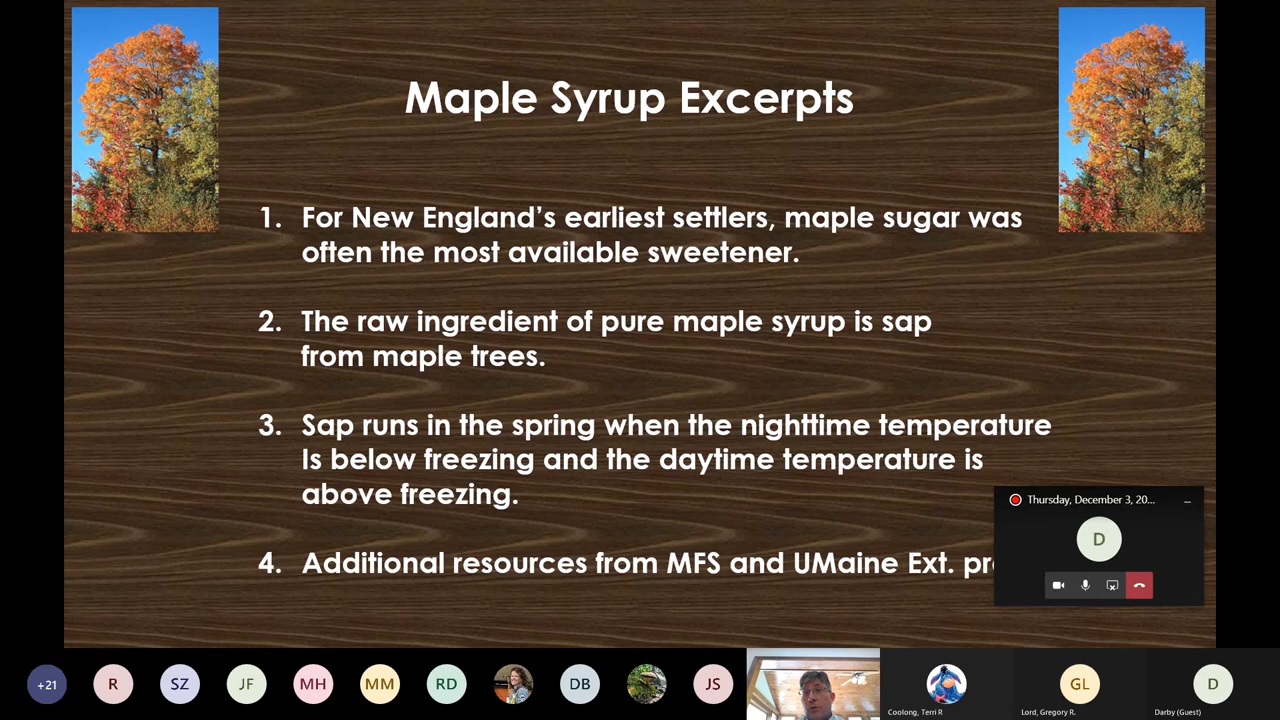 Maple Syrup Excerpts
1. For New England's earliest settlers, maple sugar was
often the most available sweetener.
2. The raw ingredient of pure maple syrup is sap
from maple trees.
3. Sap runs in the spring when the nighttime temperature
Is below freezing and the daytime temperature is
above freezing.
4. Additional resources from MFS and UMaine Ext.
Thursday, December 3, 20...
D
+21
R
SZ
JF
MH
MM
RD
DB
JS
Coolong, Terri R
GL
Lord, Gregory R.
D
Darby (Guest)